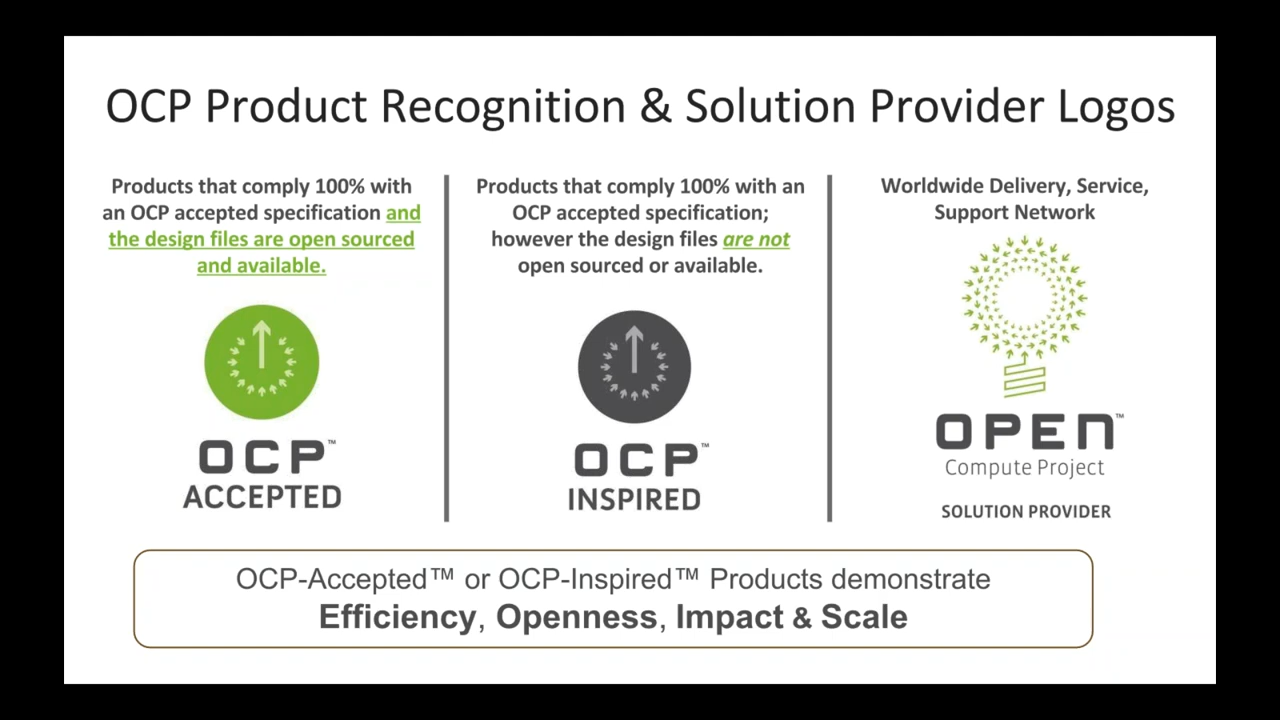 OCP Product Recognition & Solution Provider Logos
Products that comply 100% with
an OCP accepted specification and
the design files are open sourced
and available.
OCP™
ACCEPTED
Products that comply 100% with an
OCP accepted specification;
however the design files are not
open sourced or available.
OCP™
INSPIRED
Worldwide Delivery, Service,
Support Network
OPEN™
Compute Project
SOLUTION PROVIDER
OCP-Accepted™ or OCP-Inspired™ Products demonstrate
Efficiency, Openness, Impact & Scale